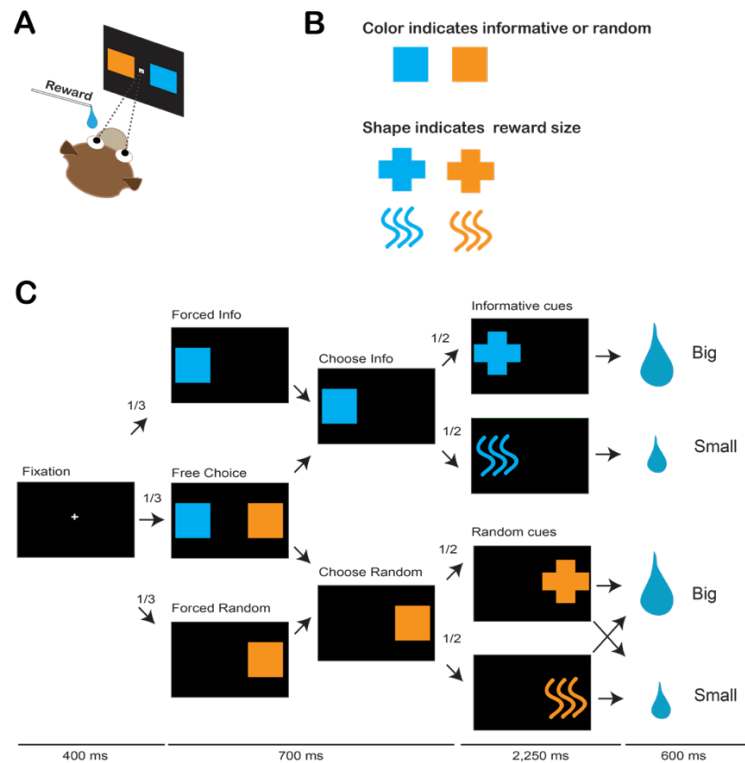 A
Reward
B
Color indicates informative or random
Shape indicates reward size
C
Forced Info
Informative cues
1/2
Choose Info
Big
1/3
1/2
Small
Fixation
Free Choice
1/3
Random cues
1/2
Choose Random
Big
1/3
Forced Random
1/2
Small
400 ms
700 ms
2,250 ms
600 ms